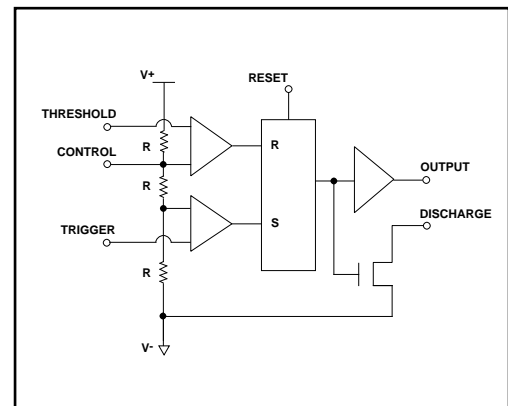 V+
RESET
THRESHOLD
R
R
CONTROL
OUTPUT
R
DISCHARGE
S
TRIGGER
R
V-